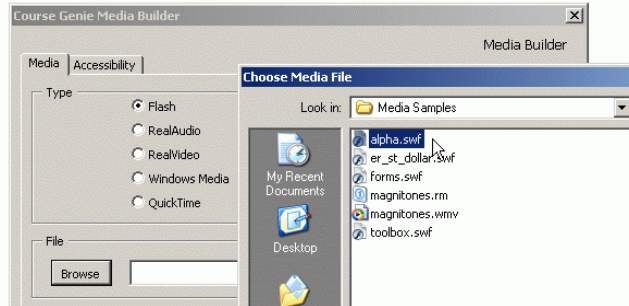 Course Genie Media Builder
Media Builder
Media
Accessibility
Type
Flash
RealAudio
RealVideo
Windows Media
QuickTime
File
Browse
Choose Media File
Look in:
Media Samples
My Recent
Documents
Desktop
alpha.swf
er_st_dollar.swf
forms.swf
magnitones.rm
magnitones.wmv
toolbox.swf